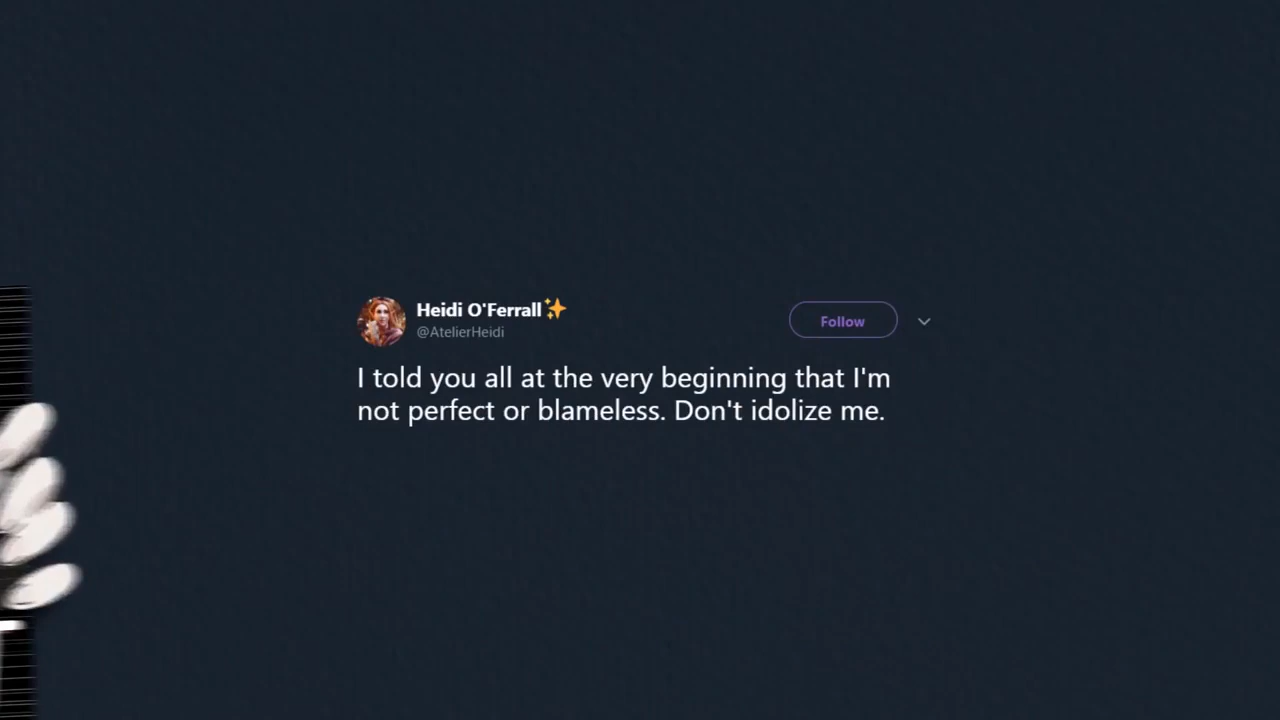 Heidi O'Ferrall✨
@AtelierHeidi
Follow
I told you all at the very beginning that I'm
not perfect or blameless. Don't idolize me.